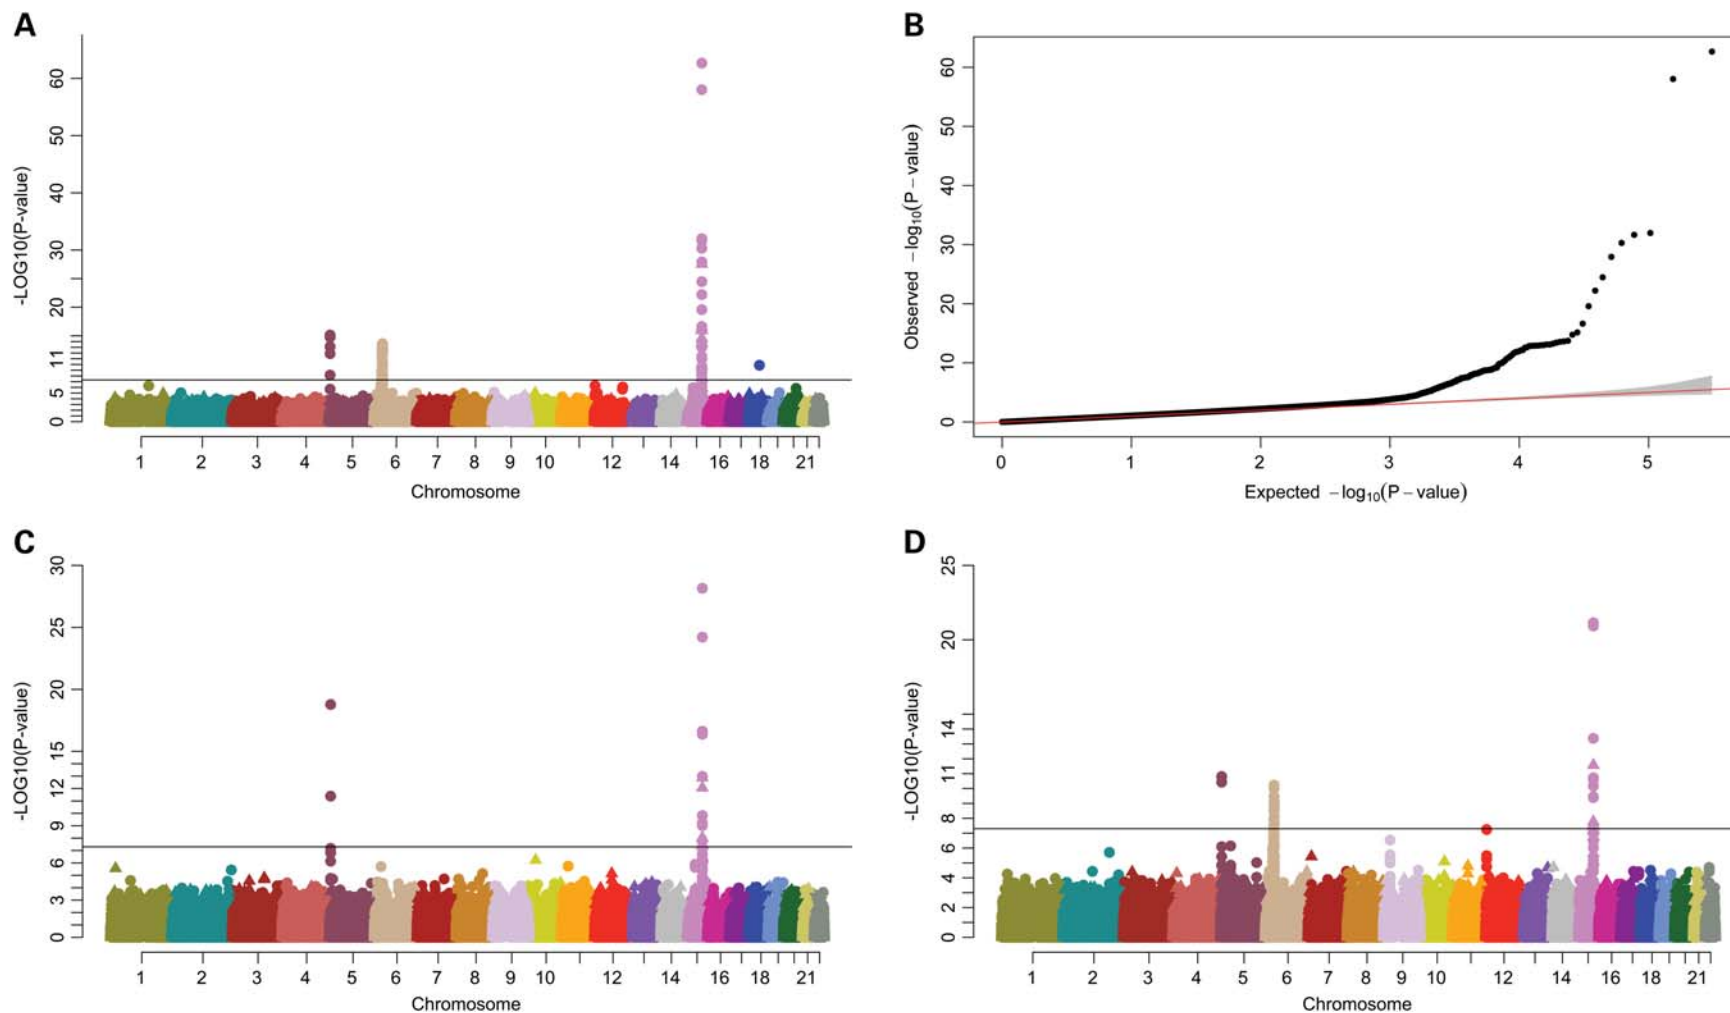 A
-LOG10(P-value)
60
50
40
30
20
11
5
0
1 2 3 4 5 6 7 8 9 10 12 14 16 18 21
Chromosome
B
Observed −log10(P−value)
60
50
40
30
20
10
0
0 1 2 3 4 5
Expected −log10(P−value)
C
-LOG10(P-value)
30
25
20
15
12
9
6
3
0
1 2 3 4 5 6 7 8 9 10 12 14 16 18 21
Chromosome
D
-LOG10(P-value)
25
20
14
11
8
6
4
2
0
1 2 3 4 5 6 7 8 9 10 12 14 16 18 21
Chromosome